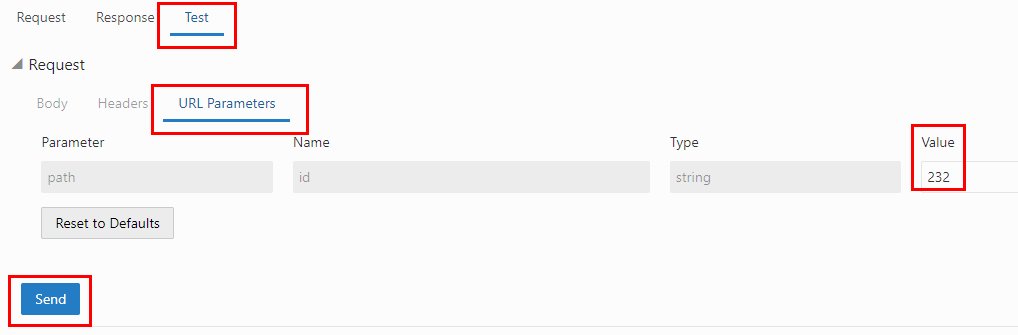 Request Response Test
Request
Body Headers URL Parameters
Parameter Name Type Value
path id string 232
Reset to Defaults
Send